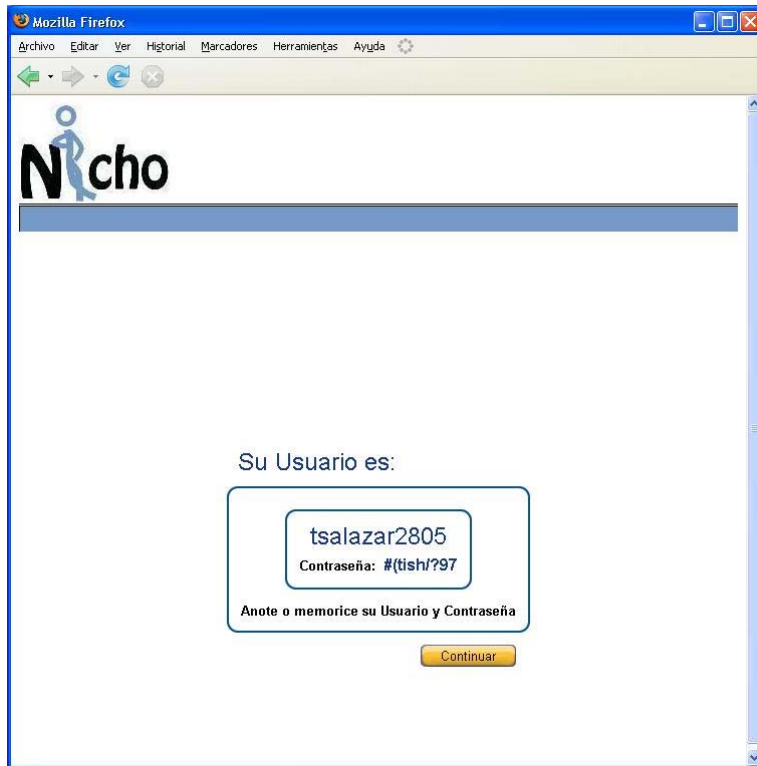 Mozilla Firefox
Archivo Editar Ver Historial Marcadores Herramientas Ayuda
Nicho
Su Usuario es:
tsalazar2805
Contraseña: #(tish/?97
Anote o memorice su Usuario y Contraseña
Continuar